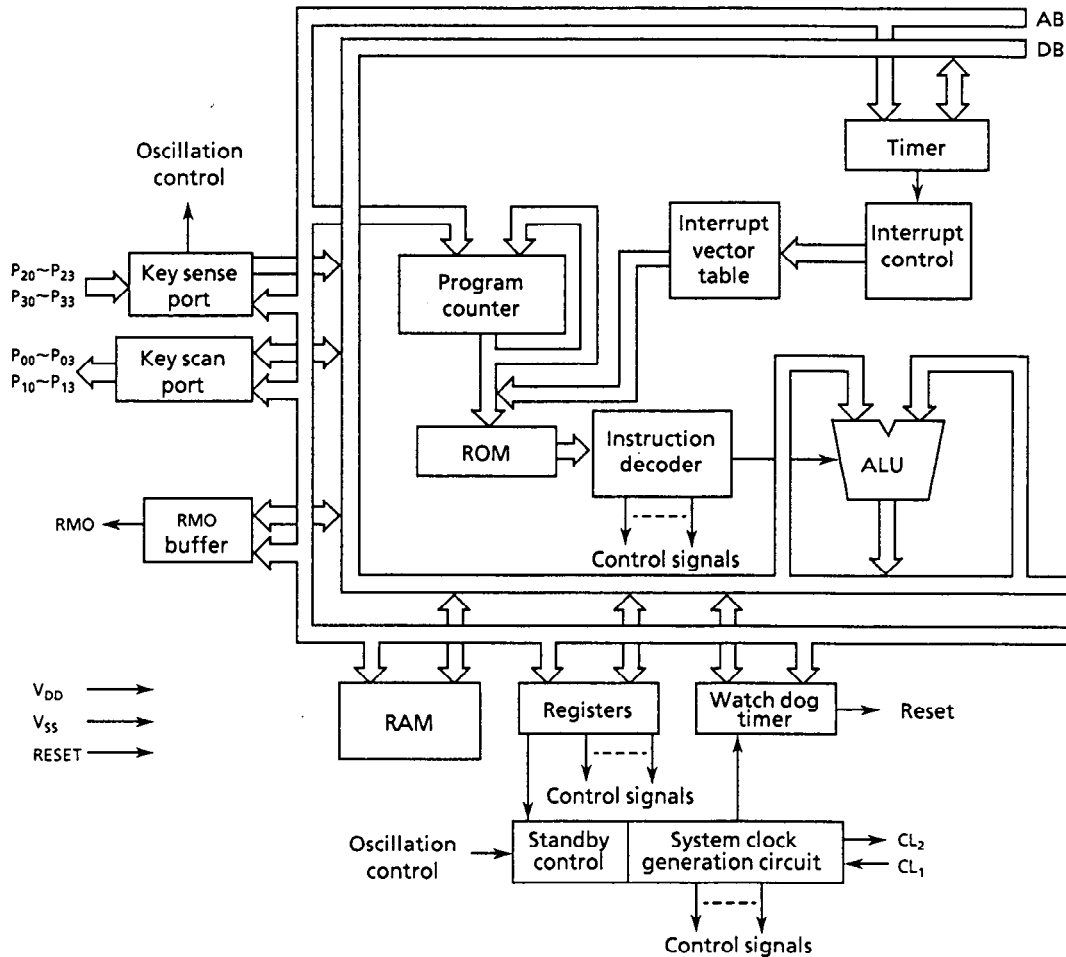 AB
DB
Timer
Oscillation
control
Interrupt
vector
table
Interrupt
control
P₂₀~P₂₃
P₃₀~P₃₃
Key sense
port
Program
counter
P₀₀~P₀₃
P₁₀~P₁₃
Key scan
port
ROM
Instruction
decoder
ALU
RMO
RMO
buffer
Control signals
V_DD
V_SS
RESET
RAM
Registers
Watch dog
timer
Reset
Control signals
Oscillation
control
Standby
control
System clock
generation circuit
CL₂
CL₁
Control signals